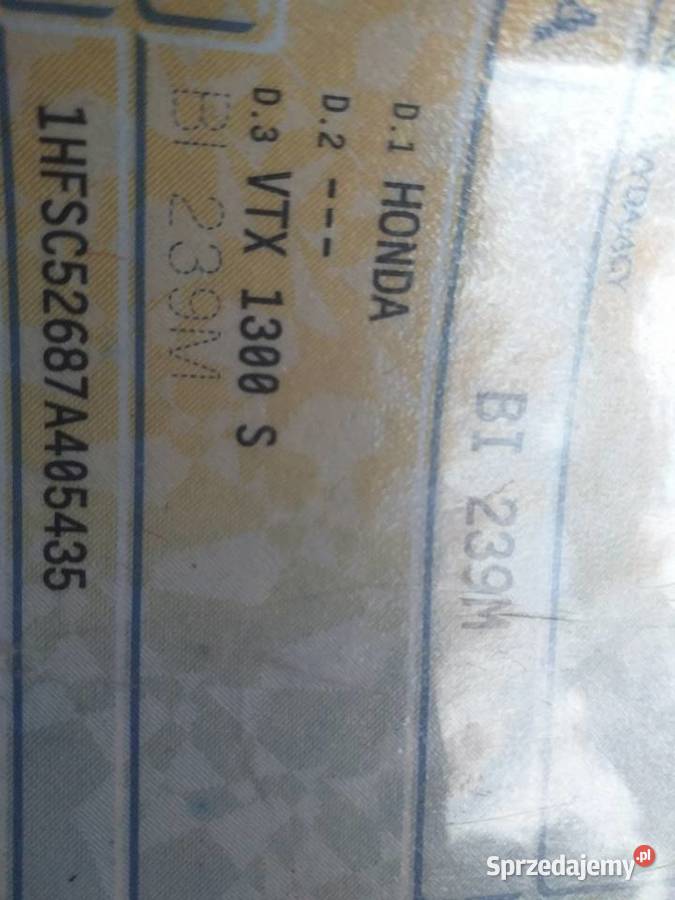 BI 239M
D.1 HONDA
D.2 ---
D.3 VTX 1300 S
BI 239M
1HFSC52687A405435
Sprzedajemy.pl